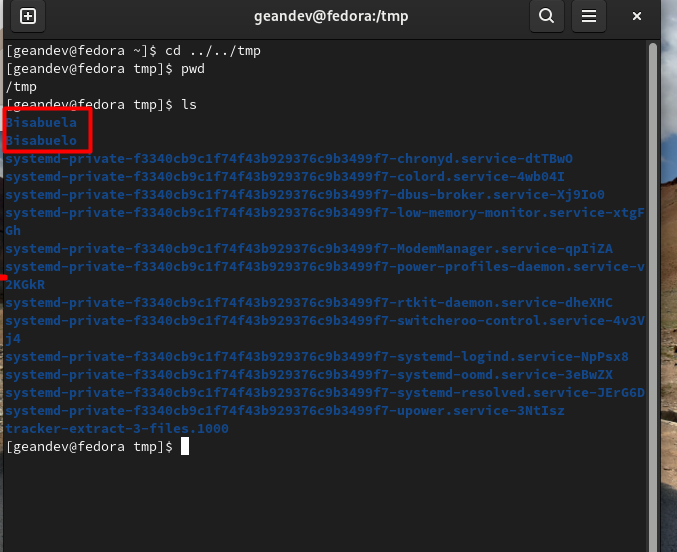 geandev@fedora:/tmp
[geandev@fedora ~]$ cd ../../tmp
[geandev@fedora tmp]$ pwd
/tmp
[geandev@fedora tmp]$ ls
Bisabuela
Bisabuelo
systemd-private-f3340cb9c1f74f43b929376c9b3499f7-chronyd.service-dtTBwO
systemd-private-f3340cb9c1f74f43b929376c9b3499f7-colord.service-4wb04I
systemd-private-f3340cb9c1f74f43b929376c9b3499f7-dbus-broker.service-Xj9Io0
systemd-private-f3340cb9c1f74f43b929376c9b3499f7-low-memory-monitor.service-xtgF
Gh
systemd-private-f3340cb9c1f74f43b929376c9b3499f7-ModemManager.service-qpIiZA
systemd-private-f3340cb9c1f74f43b929376c9b3499f7-power-profiles-daemon.service-v
2KGkR
systemd-private-f3340cb9c1f74f43b929376c9b3499f7-rtkit-daemon.service-dheXHC
systemd-private-f3340cb9c1f74f43b929376c9b3499f7-switcheroo-control.service-4v3V
j4
systemd-private-f3340cb9c1f74f43b929376c9b3499f7-systemd-logind.service-NpPsx8
systemd-private-f3340cb9c1f74f43b929376c9b3499f7-systemd-oomd.service-3eBwZX
systemd-private-f3340cb9c1f74f43b929376c9b3499f7-systemd-resolved.service-JErG6D
systemd-private-f3340cb9c1f74f43b929376c9b3499f7-upower.service-3NtIsz
tracker-extract-3-files.1000
[geandev@fedora tmp]$